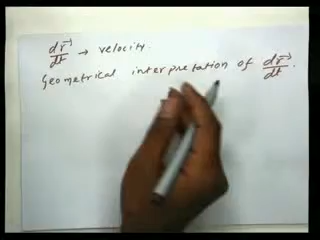 dr⃗/dt → velocity.
Geometrical interpretation of dr⃗/dt.